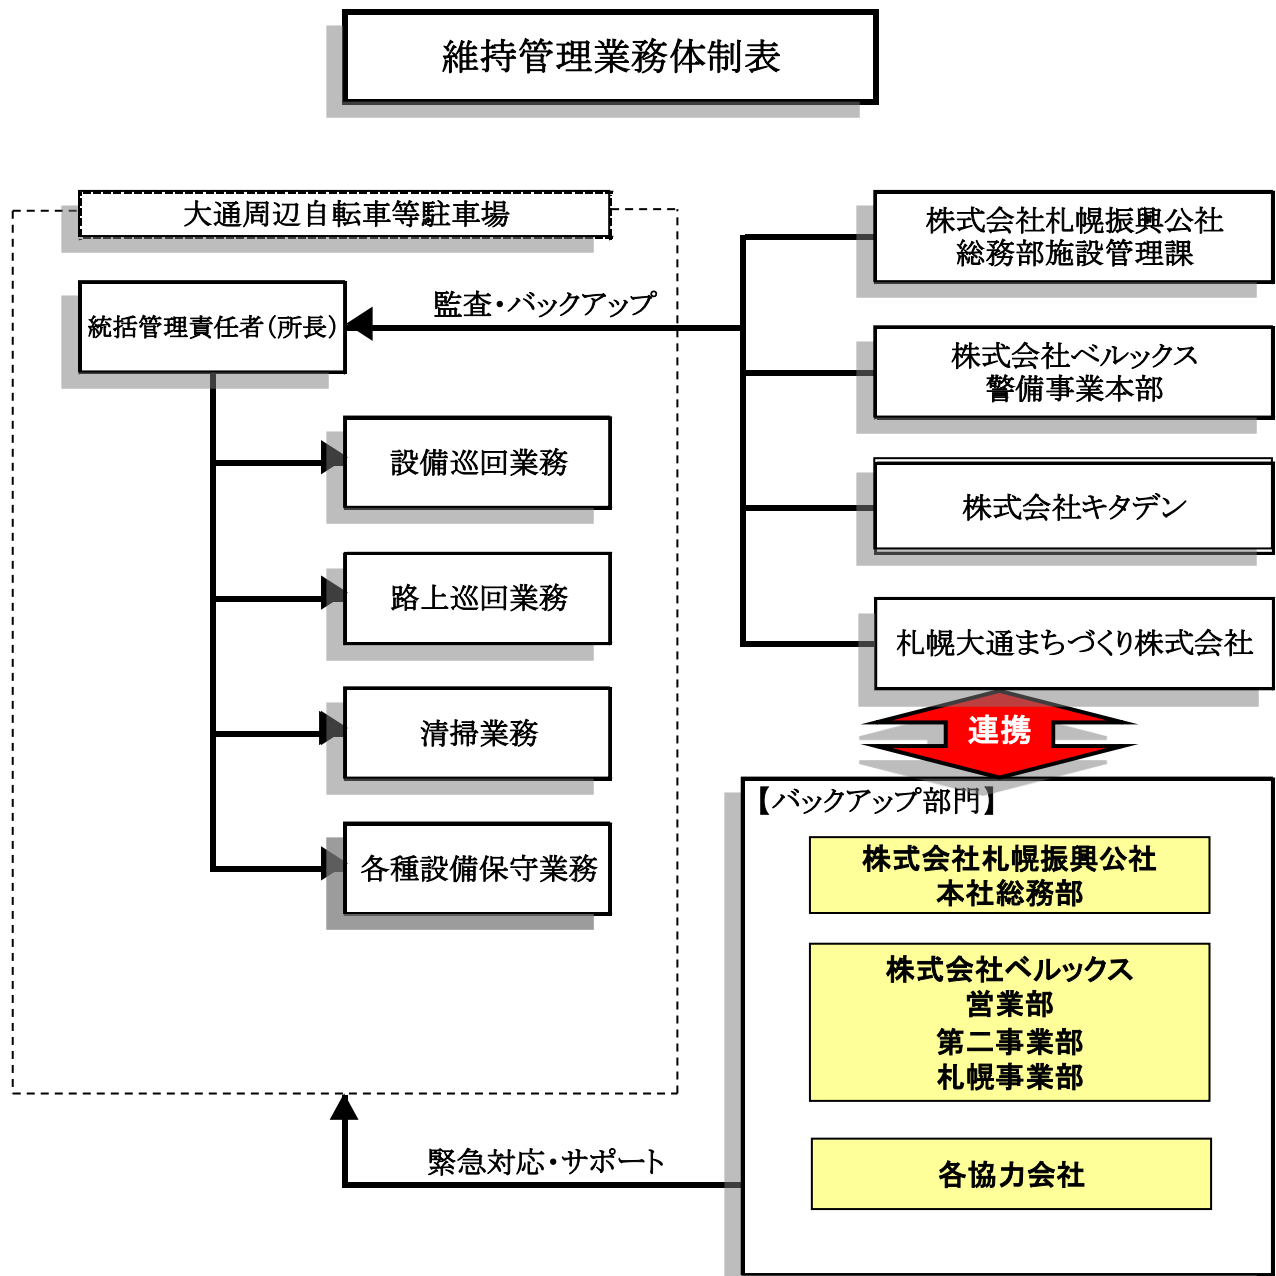 維持管理業務体制表
大通周辺自転車等駐車場
統括管理責任者（所長）
監査・バックアップ
設備巡回業務
路上巡回業務
清掃業務
各種設備保守業務
株式会社札幌振興公社
総務部施設管理課
株式会社ベルックス
警備事業本部
株式会社キタデン
札幌大通まちづくり株式会社
連携
【バックアップ部門】
株式会社札幌振興公社
本社総務部
株式会社ベルックス
営業部
第二事業部
札幌事業部
各協力会社
緊急対応・サポート